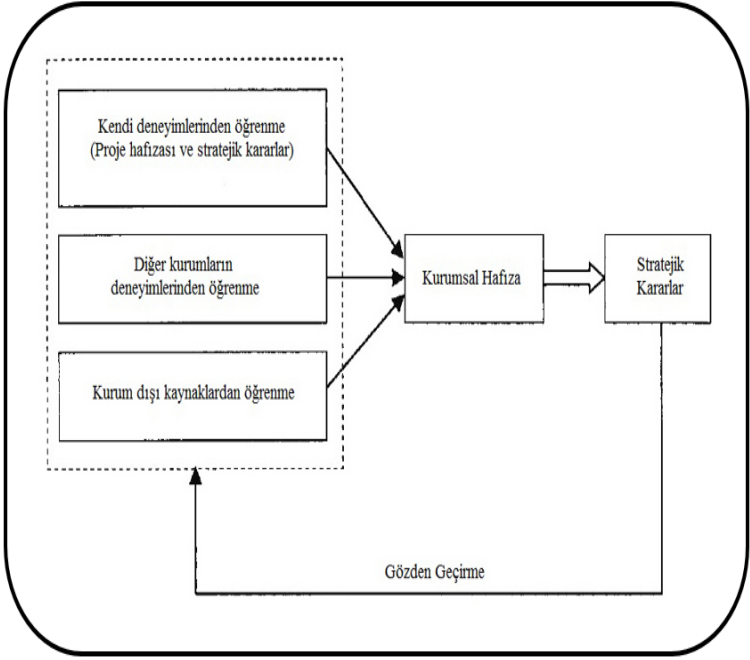 Kendi deneyimlerinden öğrenme
(Proje hafızası ve stratejik kararlar)
Diğer kurumların
deneyimlerinden öğrenme
Kurum dışı kaynaklardan öğrenme
Kurumsal Hafıza
Stratejik
Kararlar
Gözden Geçirme